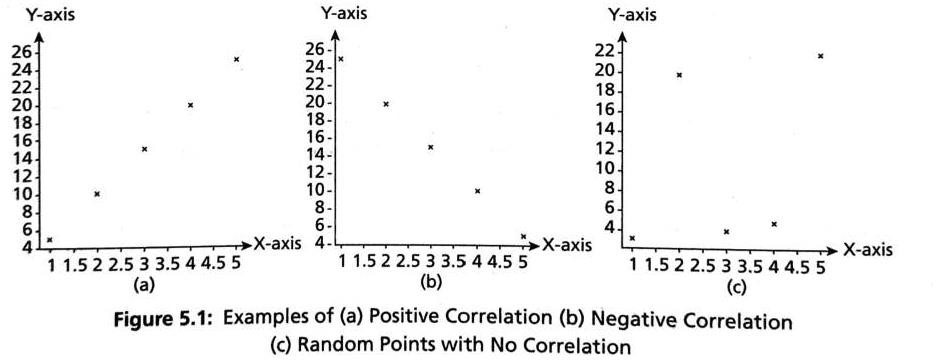 Y-axis
26
24
22
20
18
16
14
12
10
8
6
4
X-axis
1 1.5 2 2.5 3 3.5 4 4.5 5
(a)
Y-axis
26
24
22
20
18
16
14
12
10
8
6
4
X-axis
1 1.5 2 2.5 3 3.5 4 4.5 5
(b)
Y-axis
22
20
18
16
14
12
10
8
6
4
X-axis
1 1.5 2 2.5 3 3.5 4 4.5 5
(c)
Figure 5.1: Examples of (a) Positive Correlation (b) Negative Correlation
(c) Random Points with No Correlation